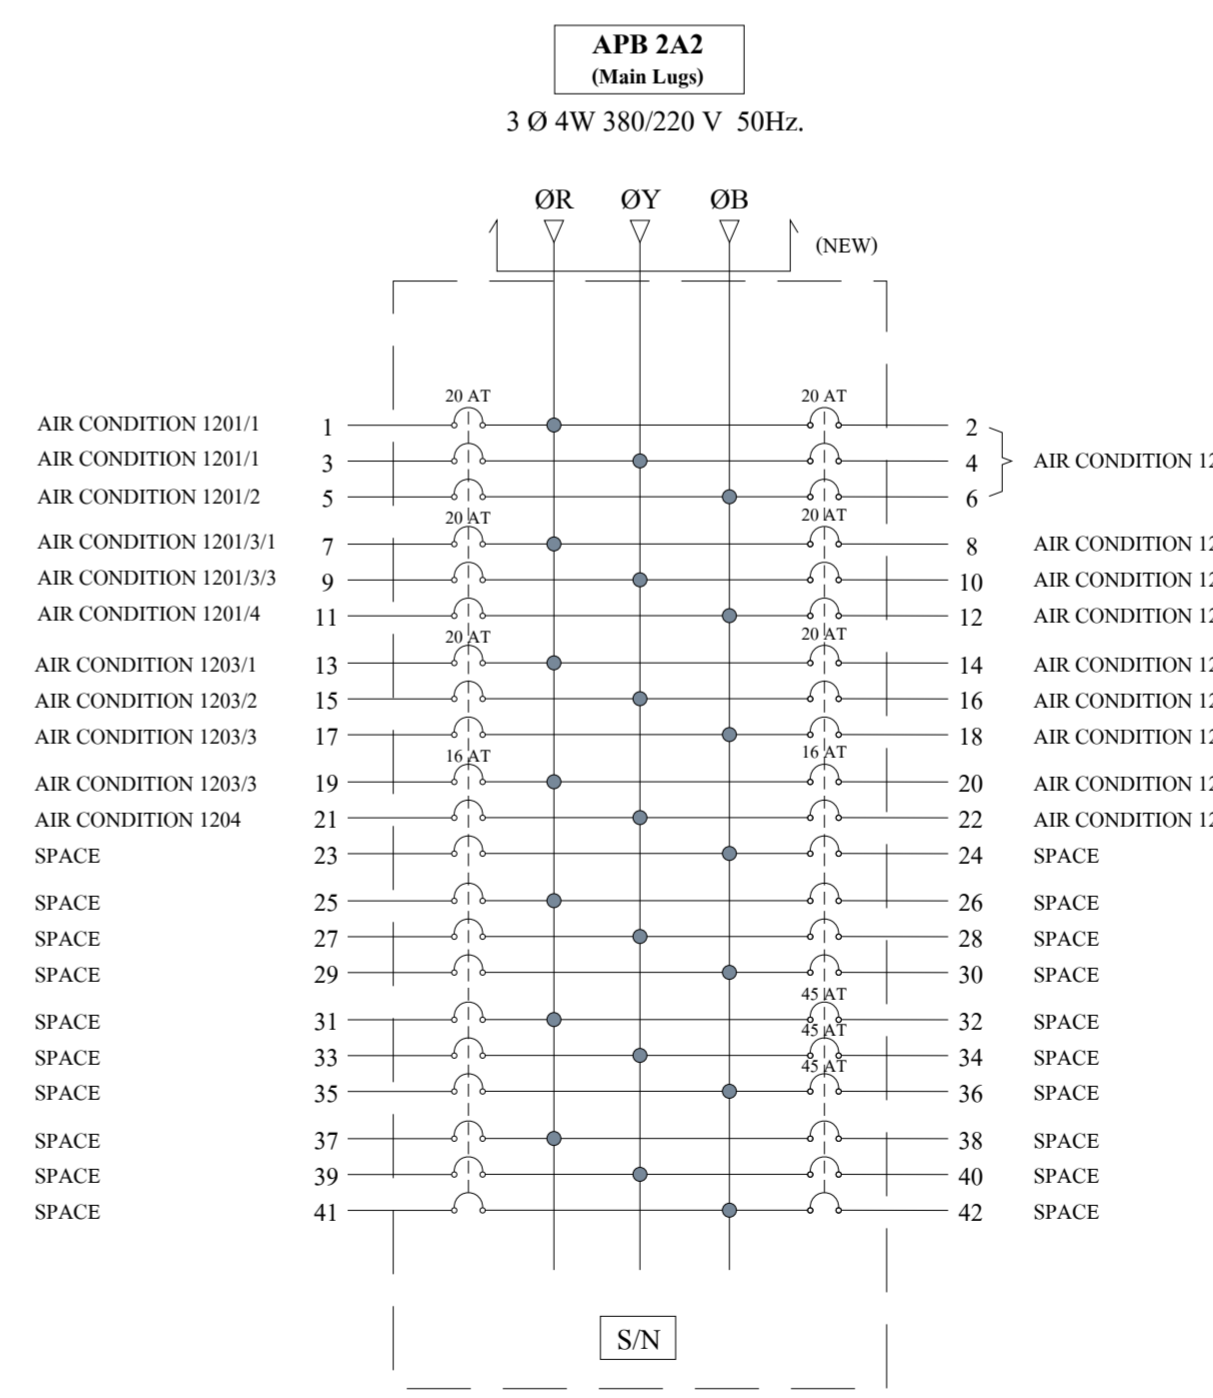 APB 2A2
(Main Lugs)
3 Ø 4W 380/220 V 50Hz.
ØR ØY ØB
(NEW)
20 AT 20 AT
AIR CONDITION 1201/1 1 2
AIR CONDITION 1201/1 3 4 AIR CONDITION 12
AIR CONDITION 1201/2 5 6
20 AT 20 AT
AIR CONDITION 1201/3/1 7 8 AIR CONDITION 12
AIR CONDITION 1201/3/3 9 10 AIR CONDITION 12
AIR CONDITION 1201/4 11 12 AIR CONDITION 12
20 AT 20 AT
AIR CONDITION 1203/1 13 14 AIR CONDITION 12
AIR CONDITION 1203/2 15 16 AIR CONDITION 12
AIR CONDITION 1203/3 17 18 AIR CONDITION 12
16 AT 16 AT
AIR CONDITION 1203/3 19 20 AIR CONDITION 12
AIR CONDITION 1204 21 22 AIR CONDITION 12
SPACE 23 24 SPACE
SPACE 25 26 SPACE
SPACE 27 28 SPACE
SPACE 29 30 SPACE
45 AT
SPACE 31 32 SPACE
45 AT
SPACE 33 34 SPACE
45 AT
SPACE 35 36 SPACE
SPACE 37 38 SPACE
SPACE 39 40 SPACE
SPACE 41 42 SPACE
S/N